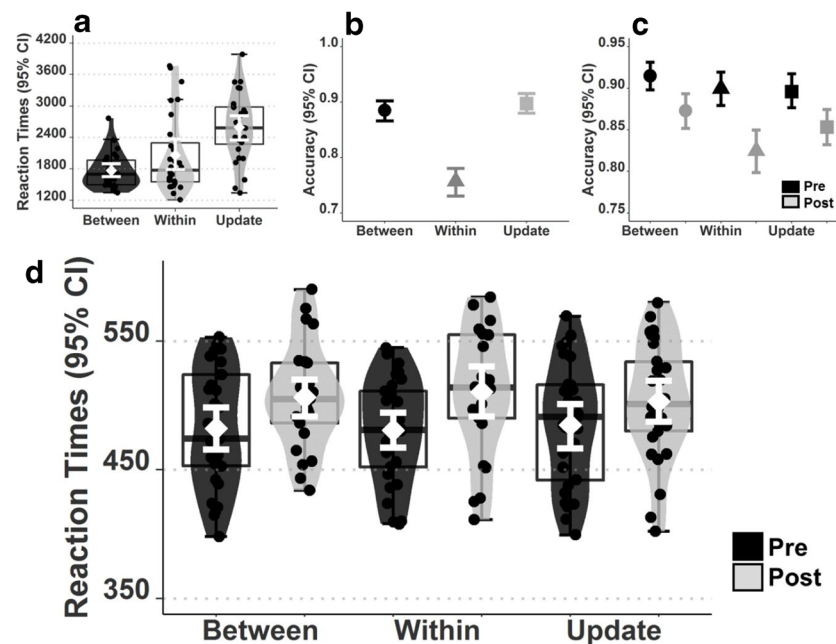 a
Reaction Times (95% CI)
4200
3600
3000
2400
1800
1200
Between Within Update
b
Accuracy (95% CI)
1.0
0.9
0.8
0.7
Between Within Update
c
Accuracy (95% CI)
0.95
0.90
0.85
0.80
0.75
Pre
Post
Between Within Update
d
Reaction Times (95% CI)
550
450
350
Pre
Post
Between Within Update